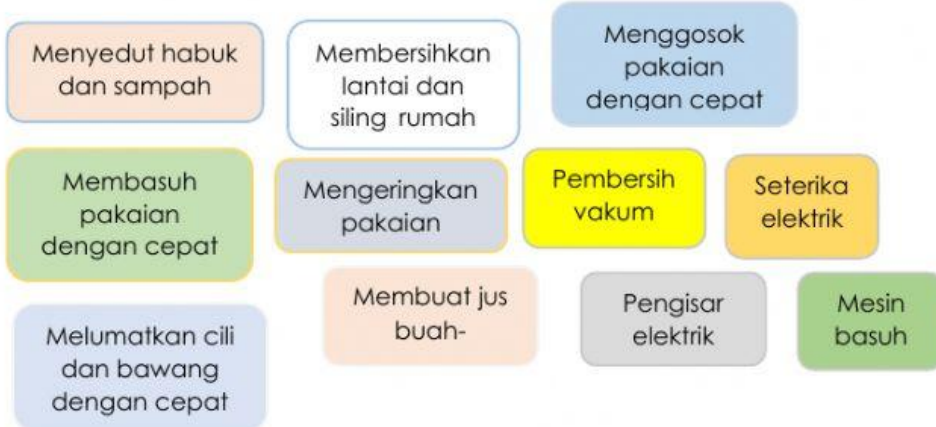 Menyedut habuk
dan sampah
Membersihkan
lantai dan
siling rumah
Menggosok
pakaian
dengan cepat
Membasuh
pakaian
dengan cepat
Mengeringkan
pakaian
Pembersih
vakum
Seterika
elektrik
Melumatkan cili
dan bawang
dengan cepat
Membuat jus
buah-
Pengisar
elektrik
Mesin
basuh